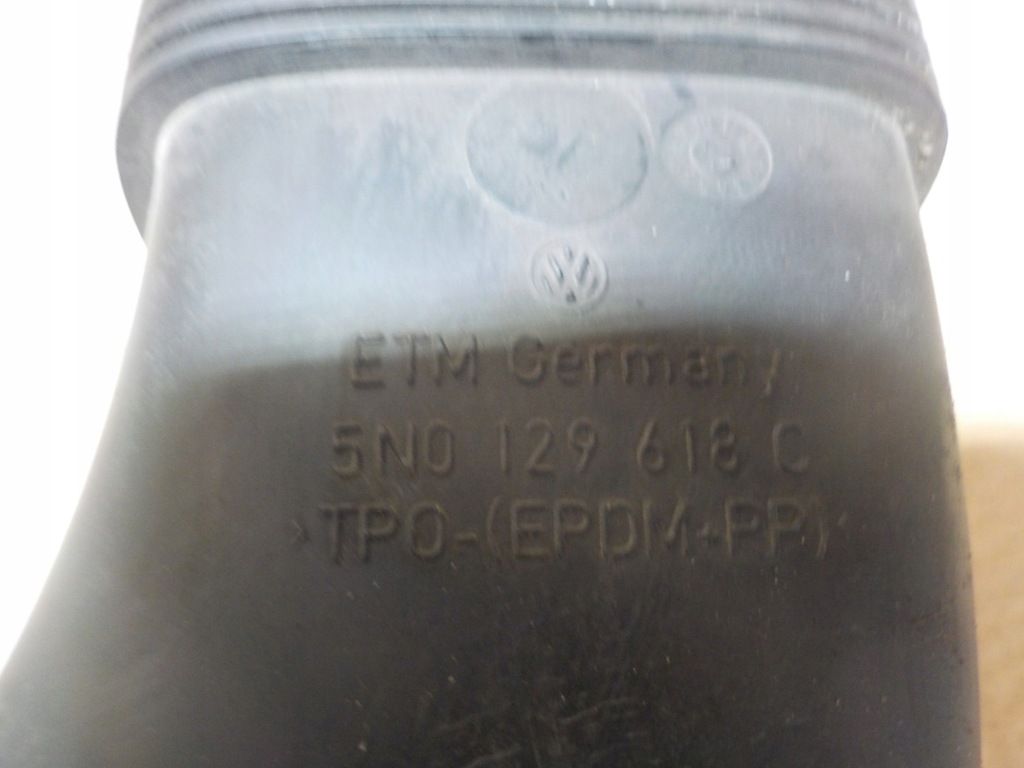 ETM Germany
5N0 129 618 C
>TPO-(EPDM+PP)<